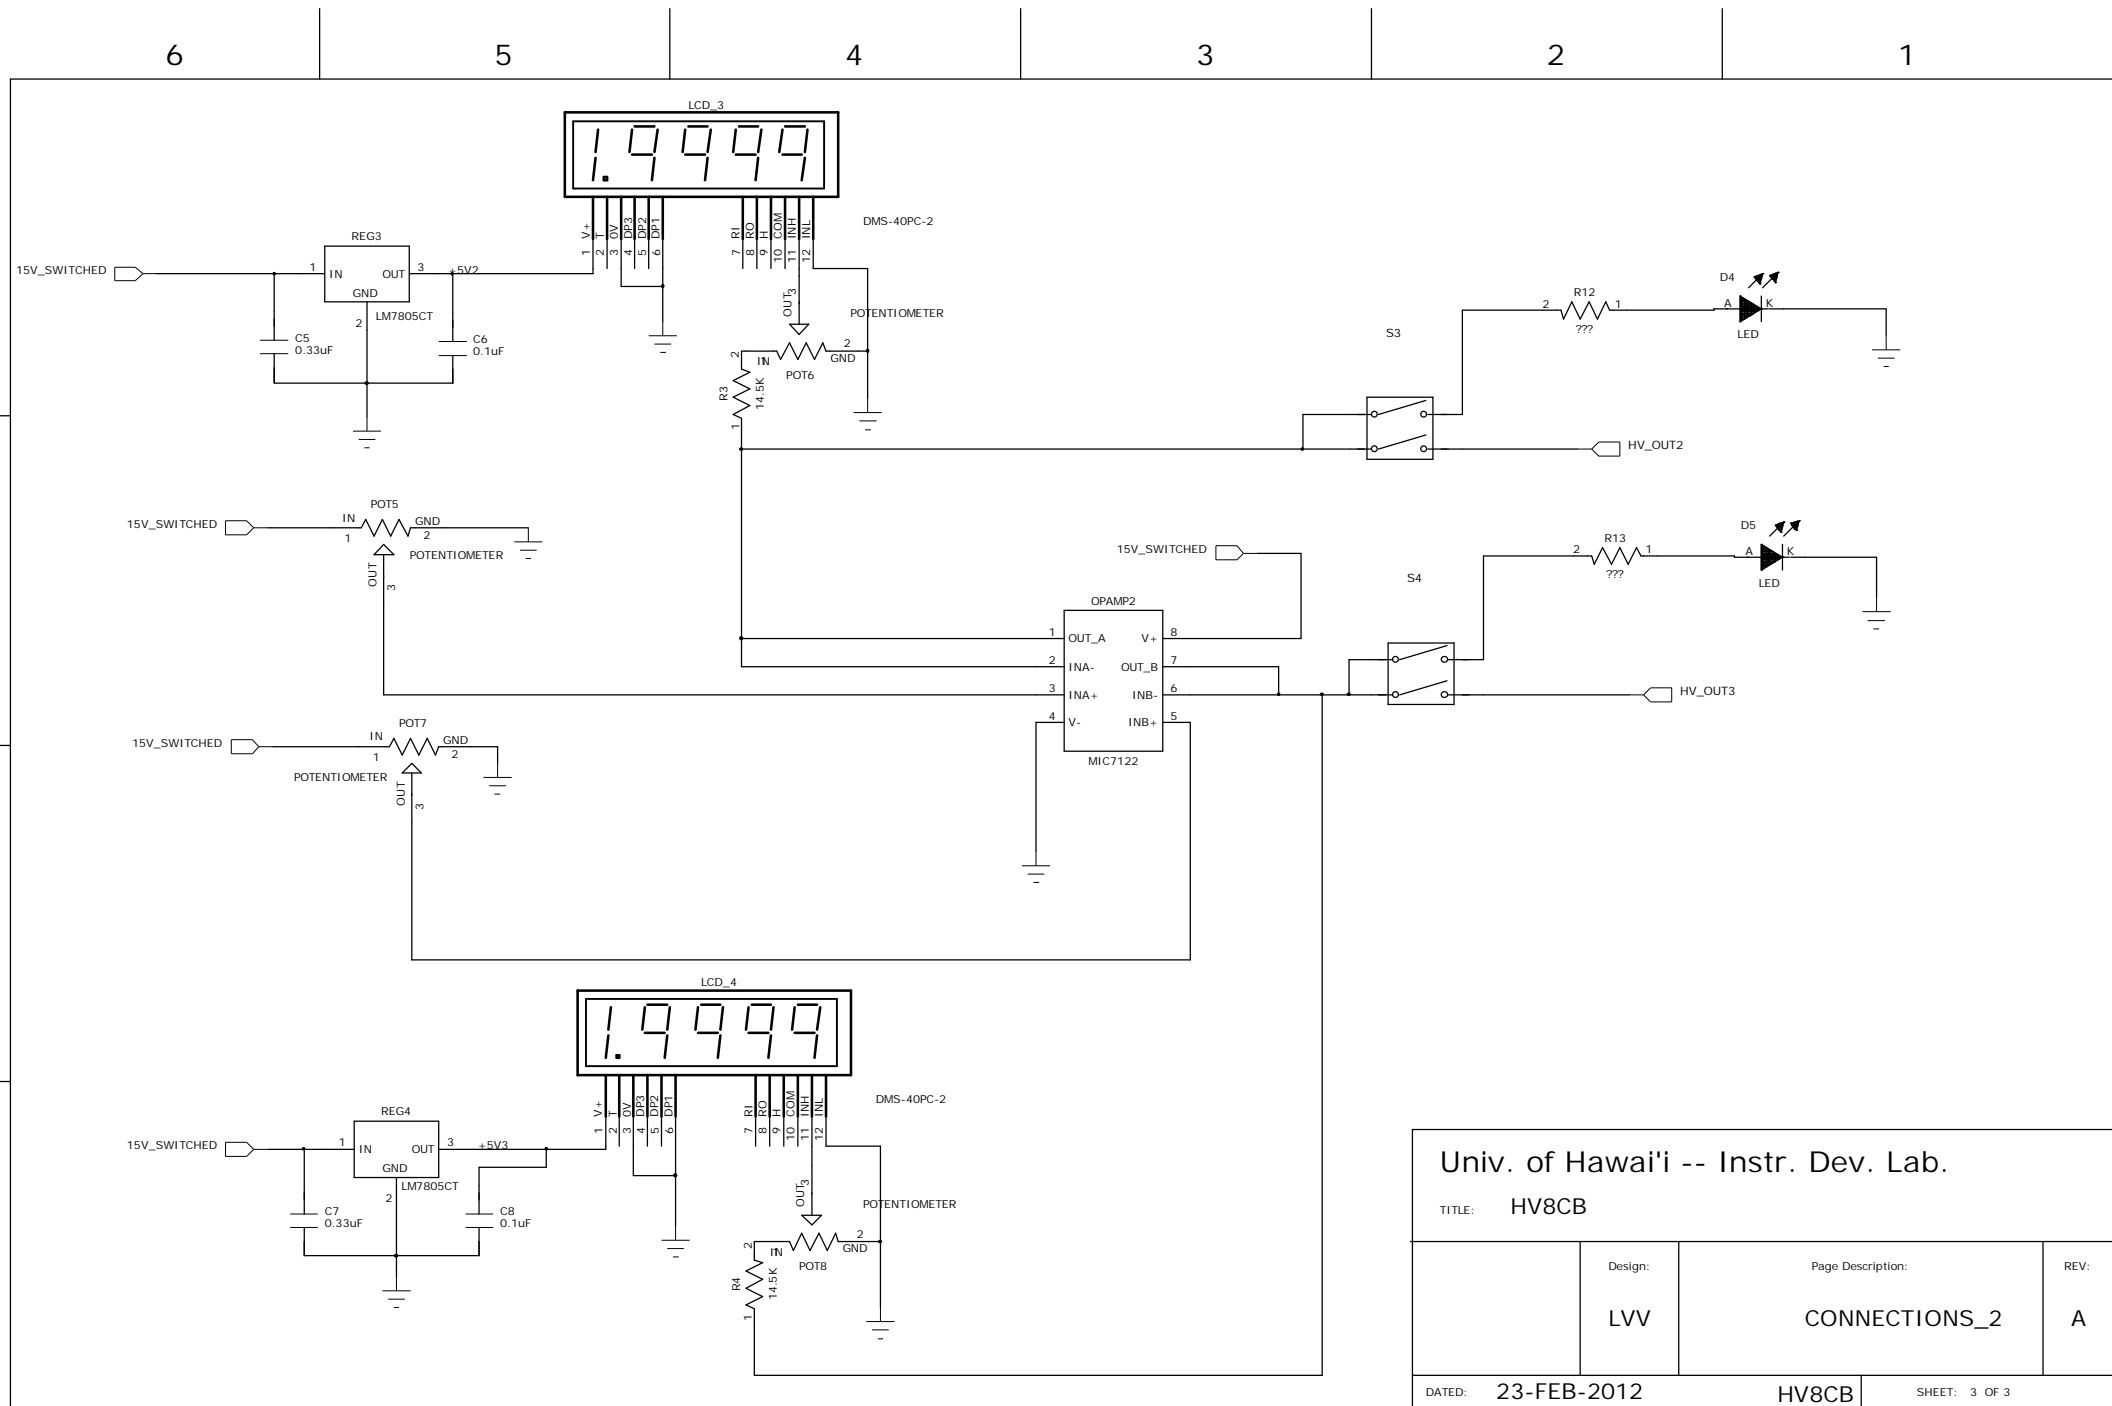 6 5 4 3 2 1
LCD_3
1.9999
V+ T 0V DP3 DP2 DP1 RI RO H COM INH INL
1 2 3 4 5 6 7 8 9 10 11 12
DMS-40PC-2
15V_SWITCHED
REG3
1 IN OUT 3
+5V2
GND
LM7805CT
2
C5
0.33uF
C6
0.1uF
OUT 3
POTENTIOMETER
2 IN 1
2
GND
POT6
R3
14.5K
1
S3
2 R12 1
???
D4
A K
LED
HV_OUT2
15V_SWITCHED
POT5
IN GND
1 2
POTENTIOMETER
OUT
3
15V_SWITCHED
S4
2 R13 1
???
D5
A K
LED
HV_OUT3
OPAMP2
1 OUT_A V+ 8
2 INA- OUT_B 7
3 INA+ INB- 6
4 V- INB+ 5
MIC7122
15V_SWITCHED
POT7
IN GND
1 2
POTENTIOMETER
OUT
3
LCD_4
1.9999
V+ T 0V DP3 DP2 DP1 RI RO H COM INH INL
1 2 3 4 5 6 7 8 9 10 11 12
DMS-40PC-2
15V_SWITCHED
REG4
1 IN OUT 3
+5V3
GND
LM7805CT
2
C7
0.33uF
C8
0.1uF
OUT 3
POTENTIOMETER
2 IN 1
2
GND
POT8
R4
14.5K
1
Univ. of Hawai'i -- Instr. Dev. Lab.
TITLE: HV8CB
Design: Page Description: REV:
LVV CONNECTIONS_2 A
DATED: 23-FEB-2012 HV8CB SHEET: 3 OF 3